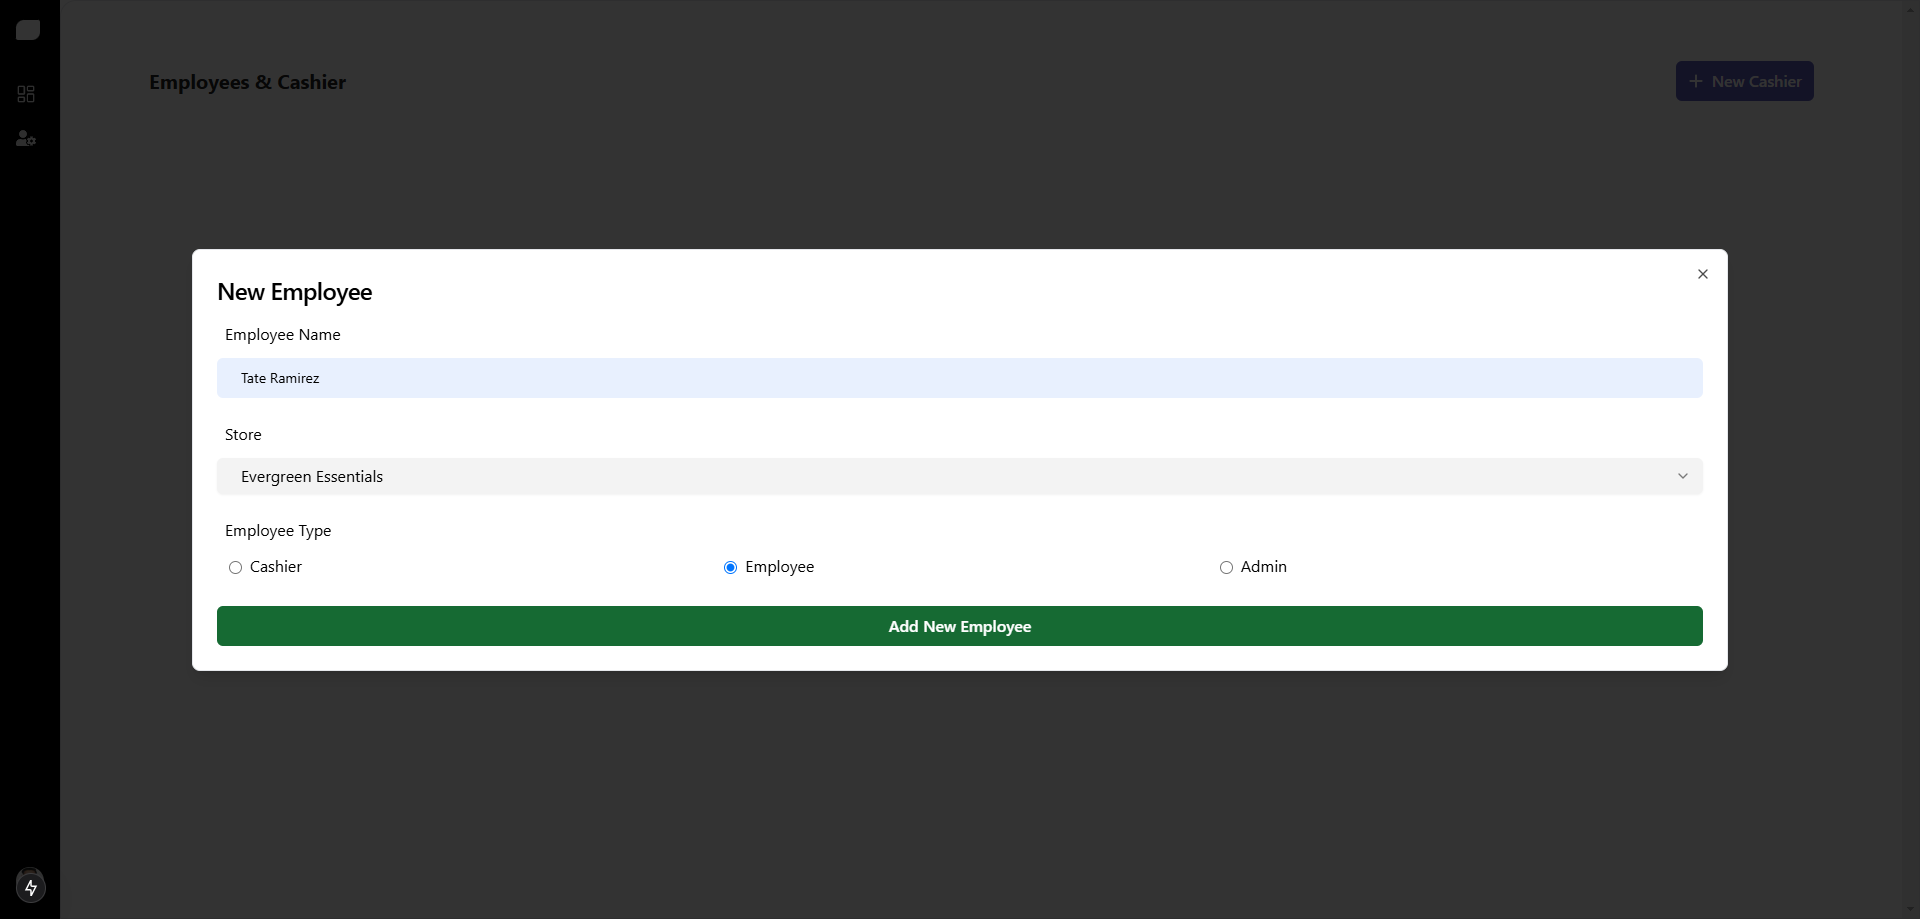 Employees & Cashier
New Cashier
New Employee
Employee Name
Tate Ramirez
Store
Evergreen Essentials
Employee Type
Cashier
Employee
Admin
Add New Employee